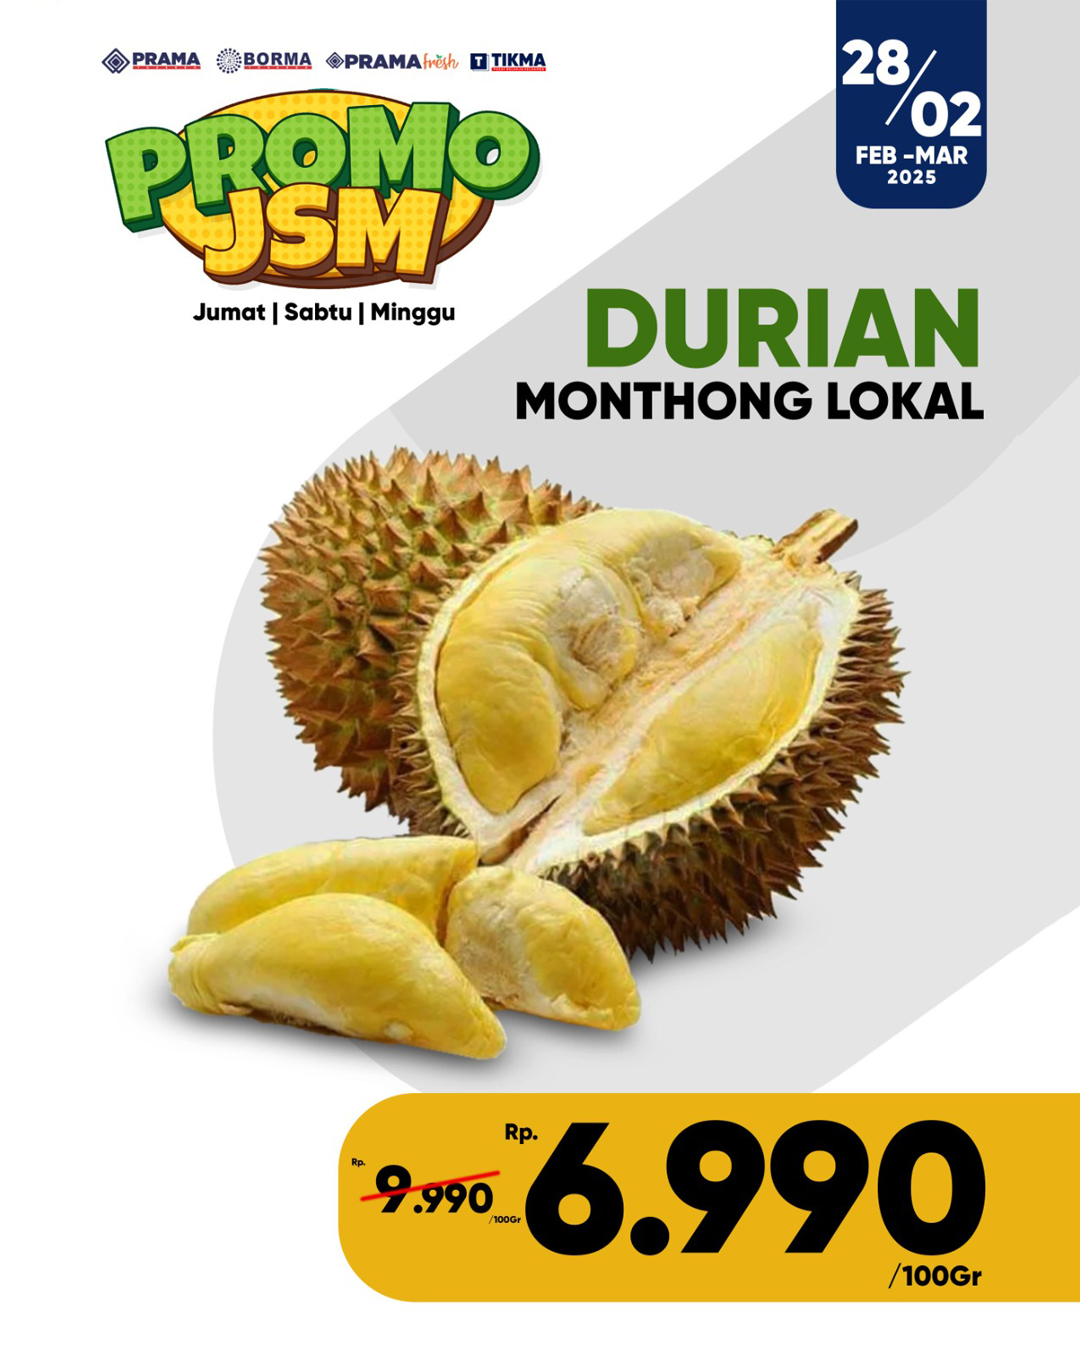 PRAMA BORMA PRAMA fresh TIKMA
28/02
FEB -MAR
2025
PROMO
JSM
Jumat | Sabtu | Minggu
DURIAN
MONTHONG LOKAL
Rp. 9.990 /100Gr
Rp. 6.990
/100Gr